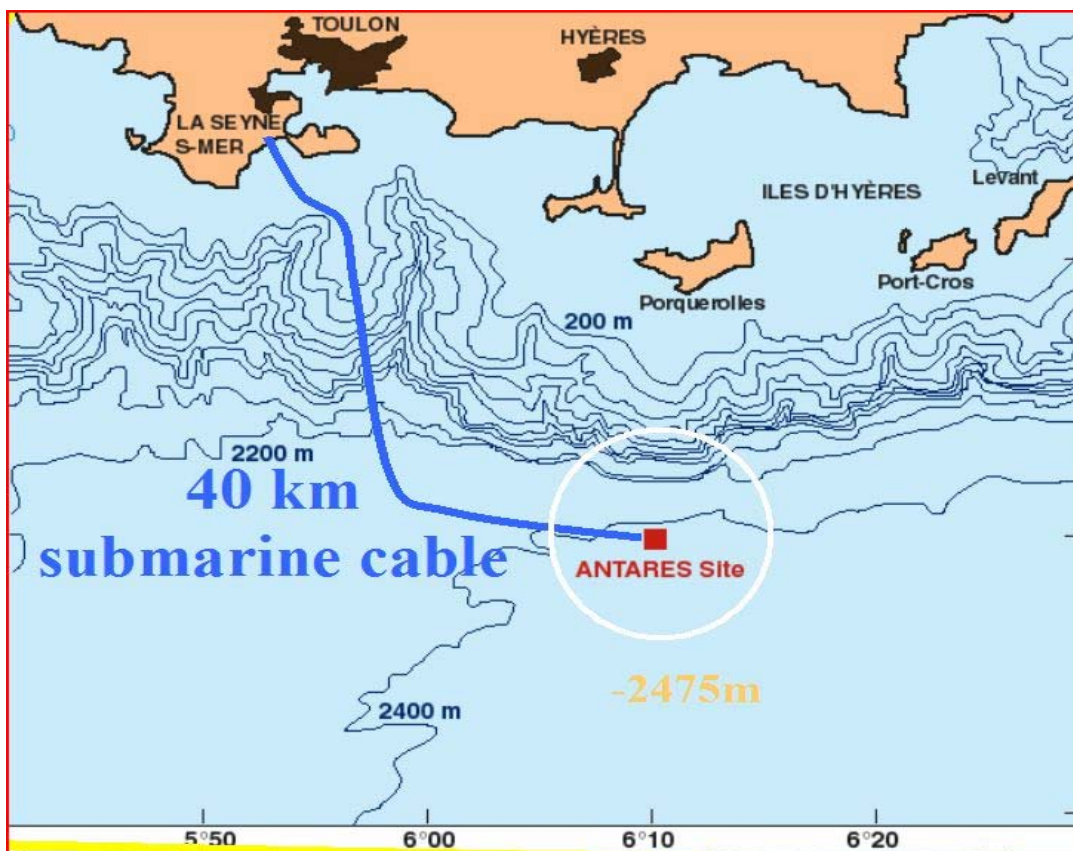 TOULON
HYÈRES
LA SEYNE
S-MER
ILES D'HYÈRES
Levant
Port-Cros
Porquerolles
200 m
2200 m
40 km
submarine cable
ANTARES Site
-2475m
2400 m
5°50 6°00 6°10 6°20